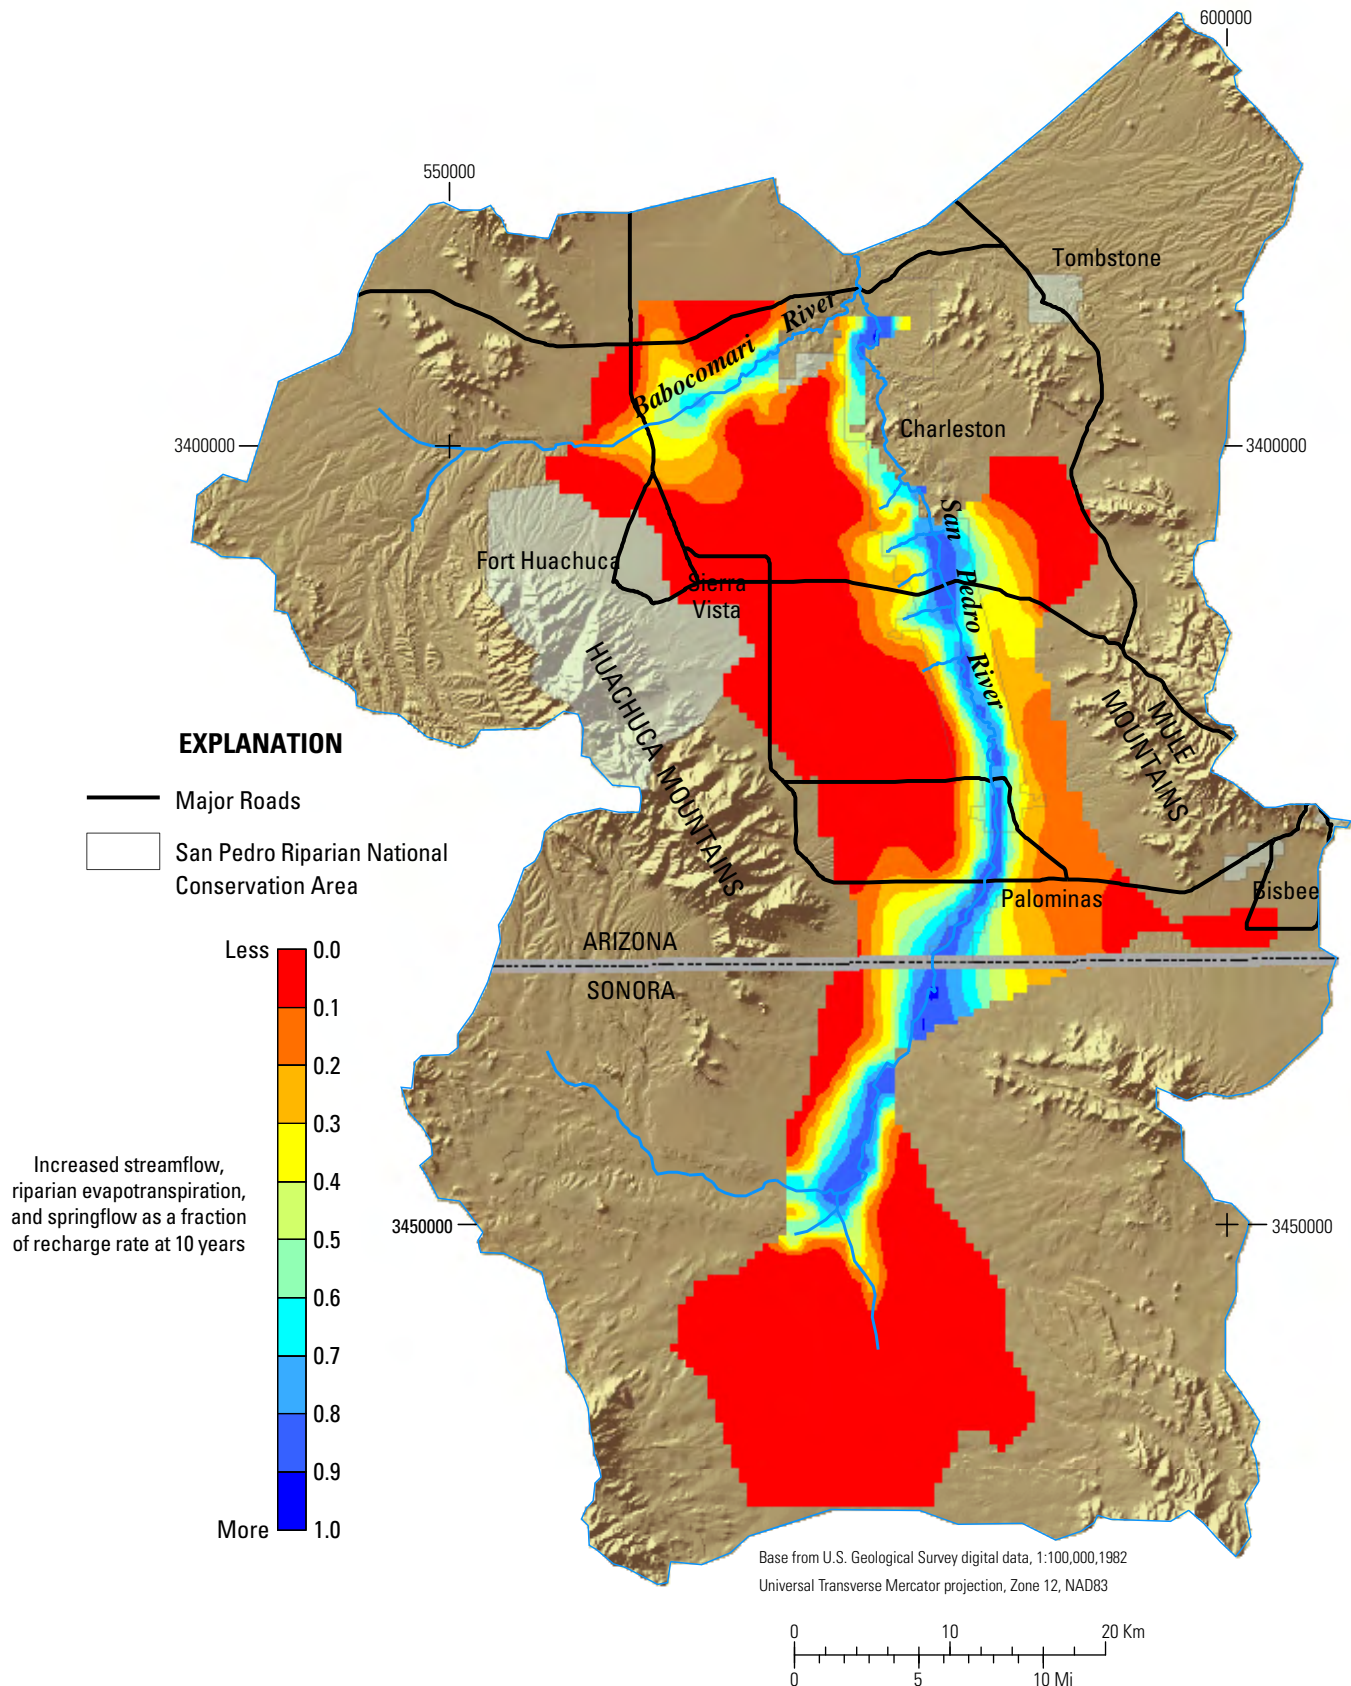 600000
550000
Tombstone
Babocomari River
3400000
3400000
Charleston
San Pedro River
Fort Huachuca
Sierra
Vista
HUACHUCA MOUNTAINS
MULE
MOUNTAINS
EXPLANATION
Major Roads
San Pedro Riparian National
Conservation Area
Bisbee
Palominas
ARIZONA
SONORA
Less
0.0
0.1
0.2
0.3
0.4
0.5
0.6
0.7
0.8
0.9
More
1.0
Increased streamflow,
riparian evapotranspiration,
and springflow as a fraction
of recharge rate at 10 years
3450000
3450000
Base from U.S. Geological Survey digital data, 1:100,000,1982
Universal Transverse Mercator projection, Zone 12, NAD83
0 10 20 Km
0 5 10 Mi